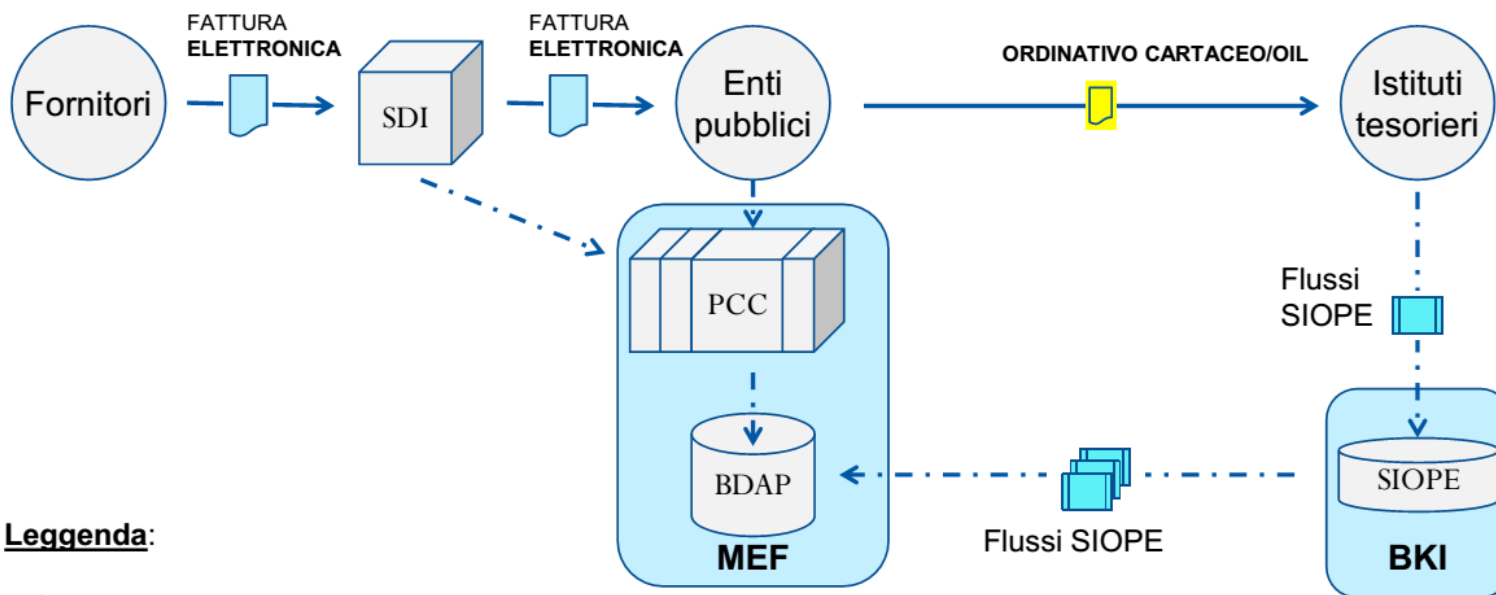 FATTURA
ELETTRONICA
FATTURA
ELETTRONICA
ORDINATIVO CARTACEO/OIL
Fornitori
SDI
Enti
pubblici
Istituti
tesorieri
PCC
Flussi
SIOPE
BDAP
SIOPE
Flussi SIOPE
MEF
BKI
Leggenda: